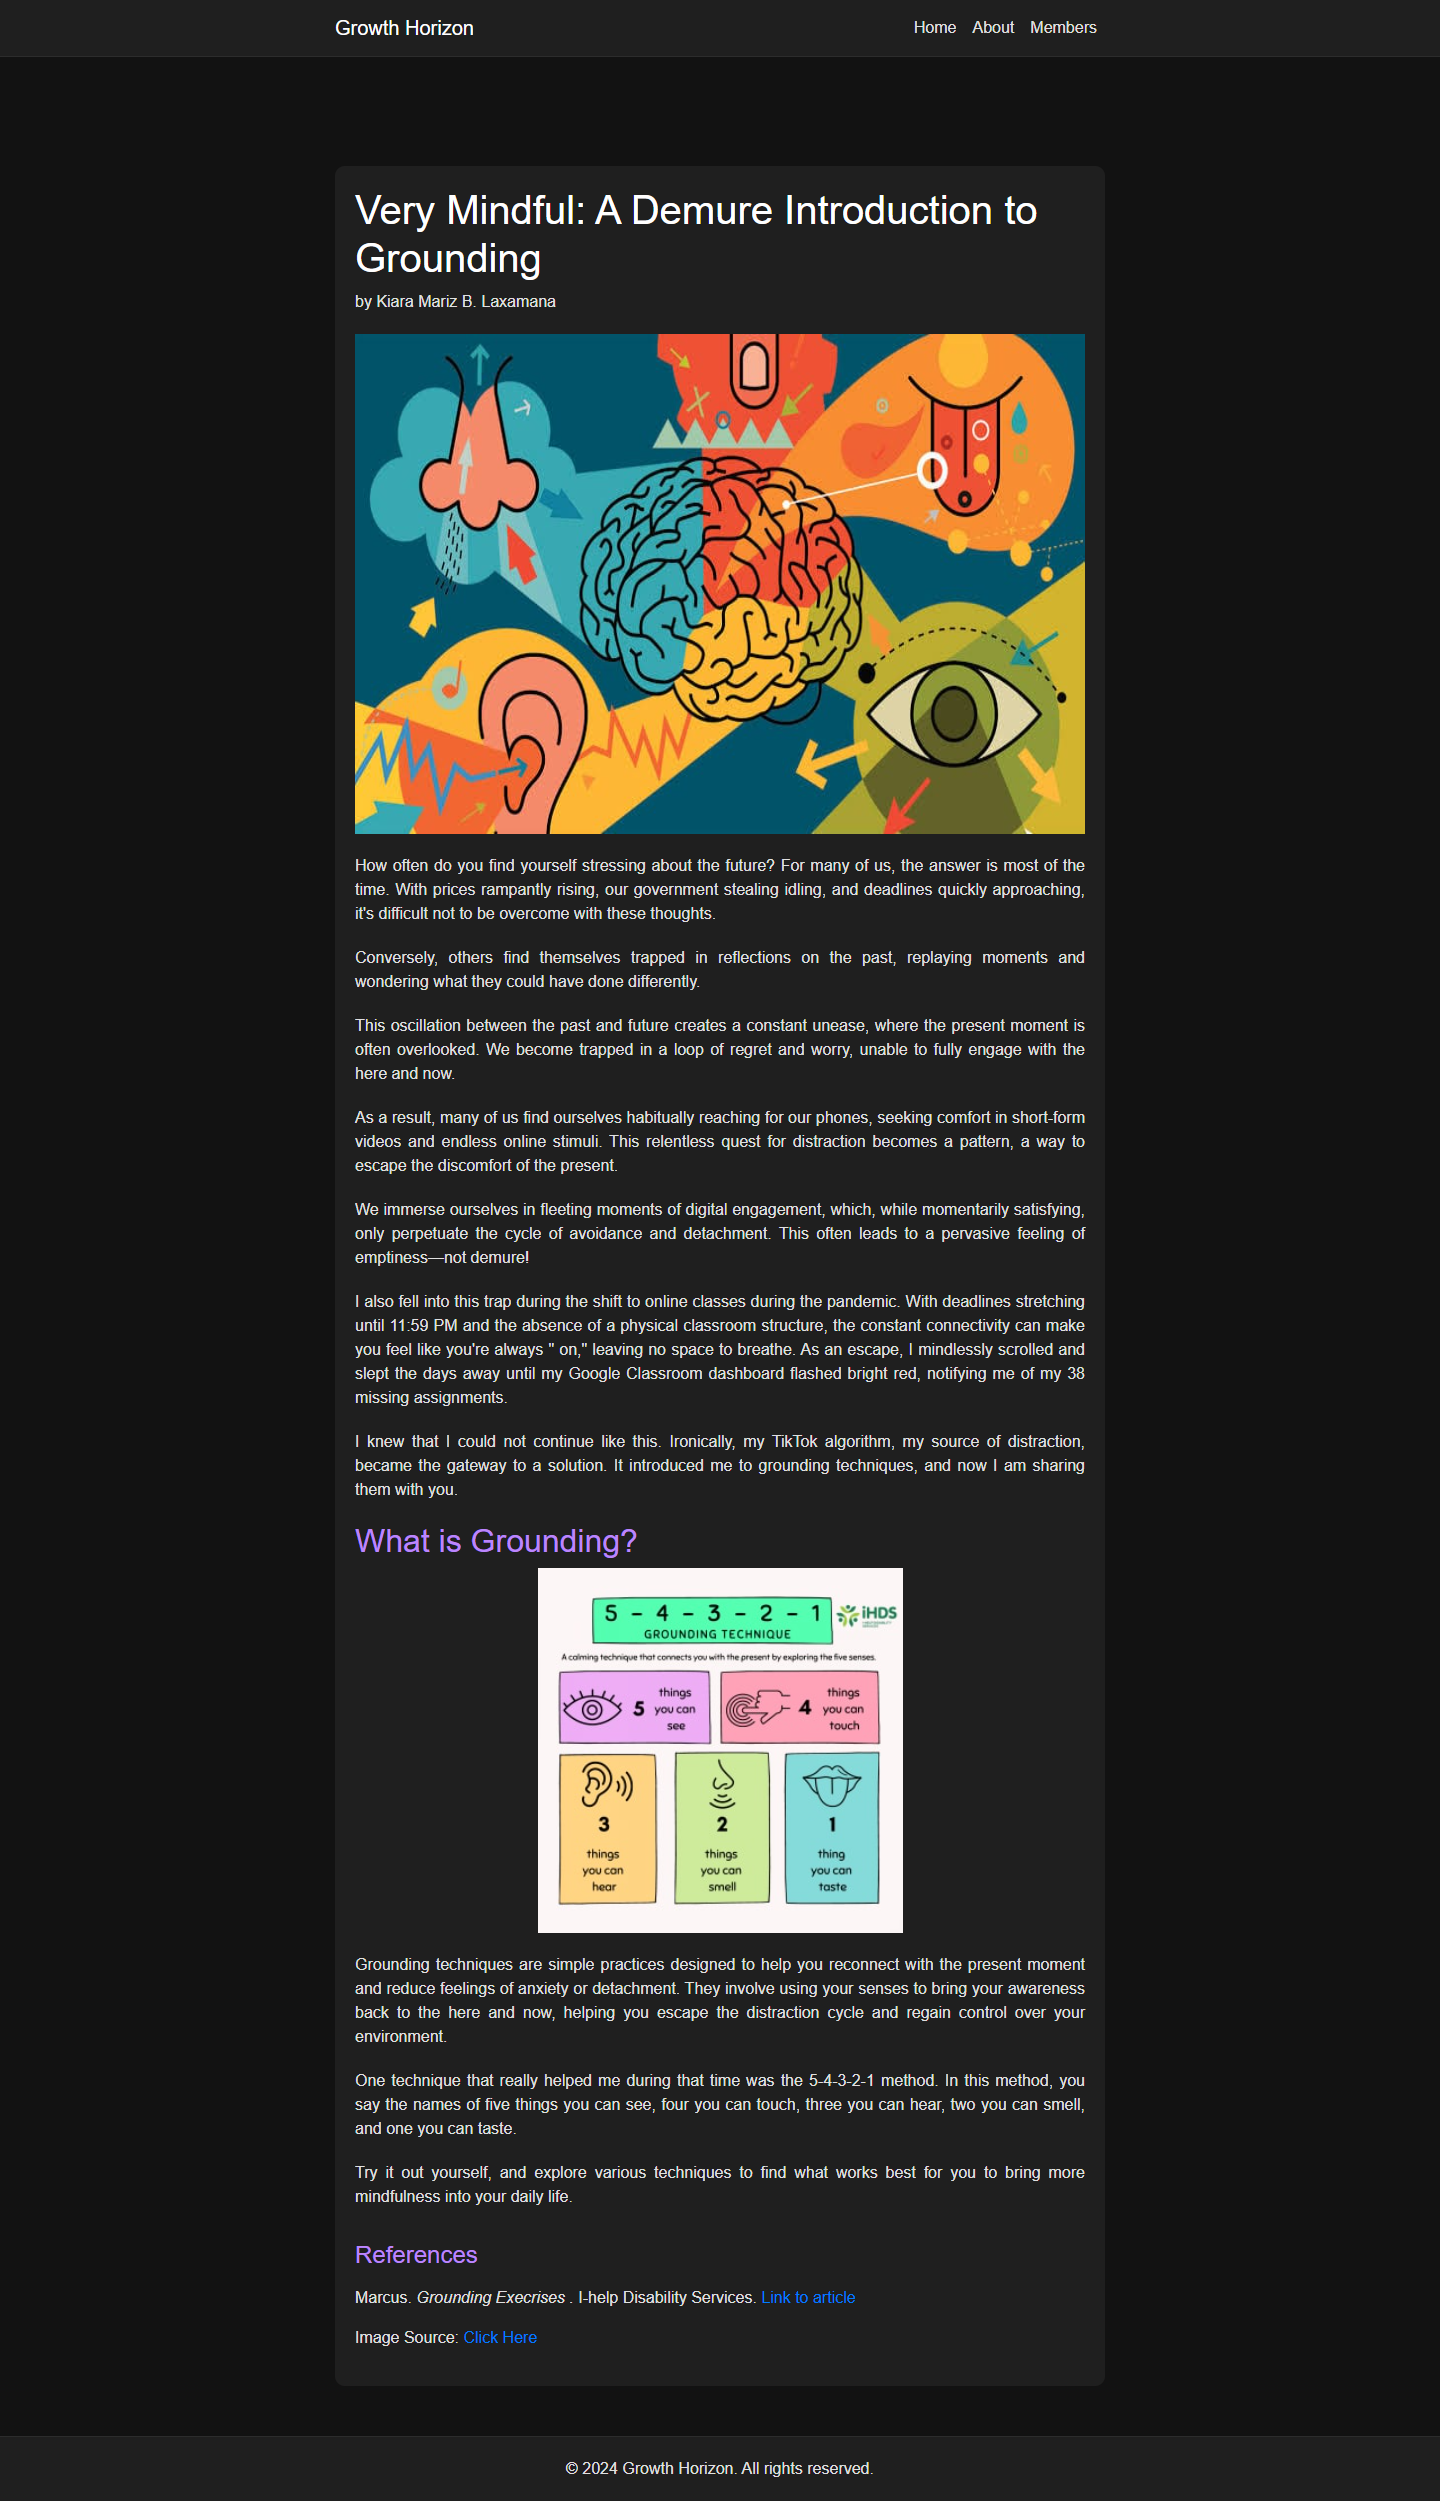 Growth Horizon
Home About Members
Very Mindful: A Demure Introduction to
Grounding
by Kiara Mariz B. Laxamana
How often do you find yourself stressing about the future? For many of us, the answer is most of the
time. With prices rampantly rising, our government stealing idling, and deadlines quickly approaching,
it's difficult not to be overcome with these thoughts.
Conversely, others find themselves trapped in reflections on the past, replaying moments and
wondering what they could have done differently.
This oscillation between the past and future creates a constant unease, where the present moment is
often overlooked. We become trapped in a loop of regret and worry, unable to fully engage with the
here and now.
As a result, many of us find ourselves habitually reaching for our phones, seeking comfort in short-form
videos and endless online stimuli. This relentless quest for distraction becomes a pattern, a way to
escape the discomfort of the present.
We immerse ourselves in fleeting moments of digital engagement, which, while momentarily satisfying,
only perpetuate the cycle of avoidance and detachment. This often leads to a pervasive feeling of
emptiness—not demure!
I also fell into this trap during the shift to online classes during the pandemic. With deadlines stretching
until 11:59 PM and the absence of a physical classroom structure, the constant connectivity can make
you feel like you're always " on," leaving no space to breathe. As an escape, I mindlessly scrolled and
slept the days away until my Google Classroom dashboard flashed bright red, notifying me of my 38
missing assignments.
I knew that I could not continue like this. Ironically, my TikTok algorithm, my source of distraction,
became the gateway to a solution. It introduced me to grounding techniques, and now I am sharing
them with you.
What is Grounding?
5 - 4 - 3 - 2 - 1
iHDS
GROUNDING TECHNIQUE
A calming technique that connects you with the present by exploring the five senses.
5 things you can see
4 things you can touch
3 things you can hear
2 things you can smell
1 thing you can taste
Grounding techniques are simple practices designed to help you reconnect with the present moment
and reduce feelings of anxiety or detachment. They involve using your senses to bring your awareness
back to the here and now, helping you escape the distraction cycle and regain control over your
environment.
One technique that really helped me during that time was the 5-4-3-2-1 method. In this method, you
say the names of five things you can see, four you can touch, three you can hear, two you can smell,
and one you can taste.
Try it out yourself, and explore various techniques to find what works best for you to bring more
mindfulness into your daily life.
References
Marcus. Grounding Execrises . I-help Disability Services. Link to article
Image Source: Click Here
© 2024 Growth Horizon. All rights reserved.